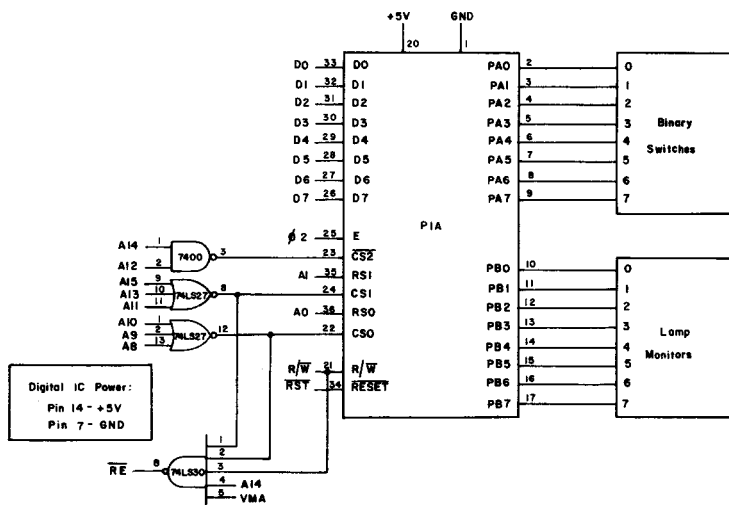 +5V GND
20 1
D0 33 D0 PA0 2 0
D1 32 D1 PA1 3 1
D2 31 D2 PA2 4 2
D3 30 D3 PA3 5 3 Binary
D4 29 D4 PA4 6 4 Switches
D5 28 D5 PA5 7 5
D6 27 D6 PA6 8 6
D7 26 D7 PA7 9 7
PIA
ϕ2 25 E
A14 1
7400 3 23 C̅S̅2̅
A12 2
A1 35 RS1
A15 9
A13 10 74LS27 8 24 CS1
A11 11
A0 36 RS0
A10 1
A9 2 74LS27 12 22 CS0
A8 13
PB0 10 0
PB1 11 1
PB2 12 2
PB3 13 3 Lamp
PB4 14 4 Monitors
PB5 15 5
PB6 16 6
PB7 17 7
R/W̅ 21 R/W̅
R̅S̅T̅ 34 R̅E̅S̅E̅T̅
Digital IC Power:
Pin 14 - +5V
Pin 7 - GND
1
2
R̅E̅ 8 74LS30 3
4 A14
5 VMA